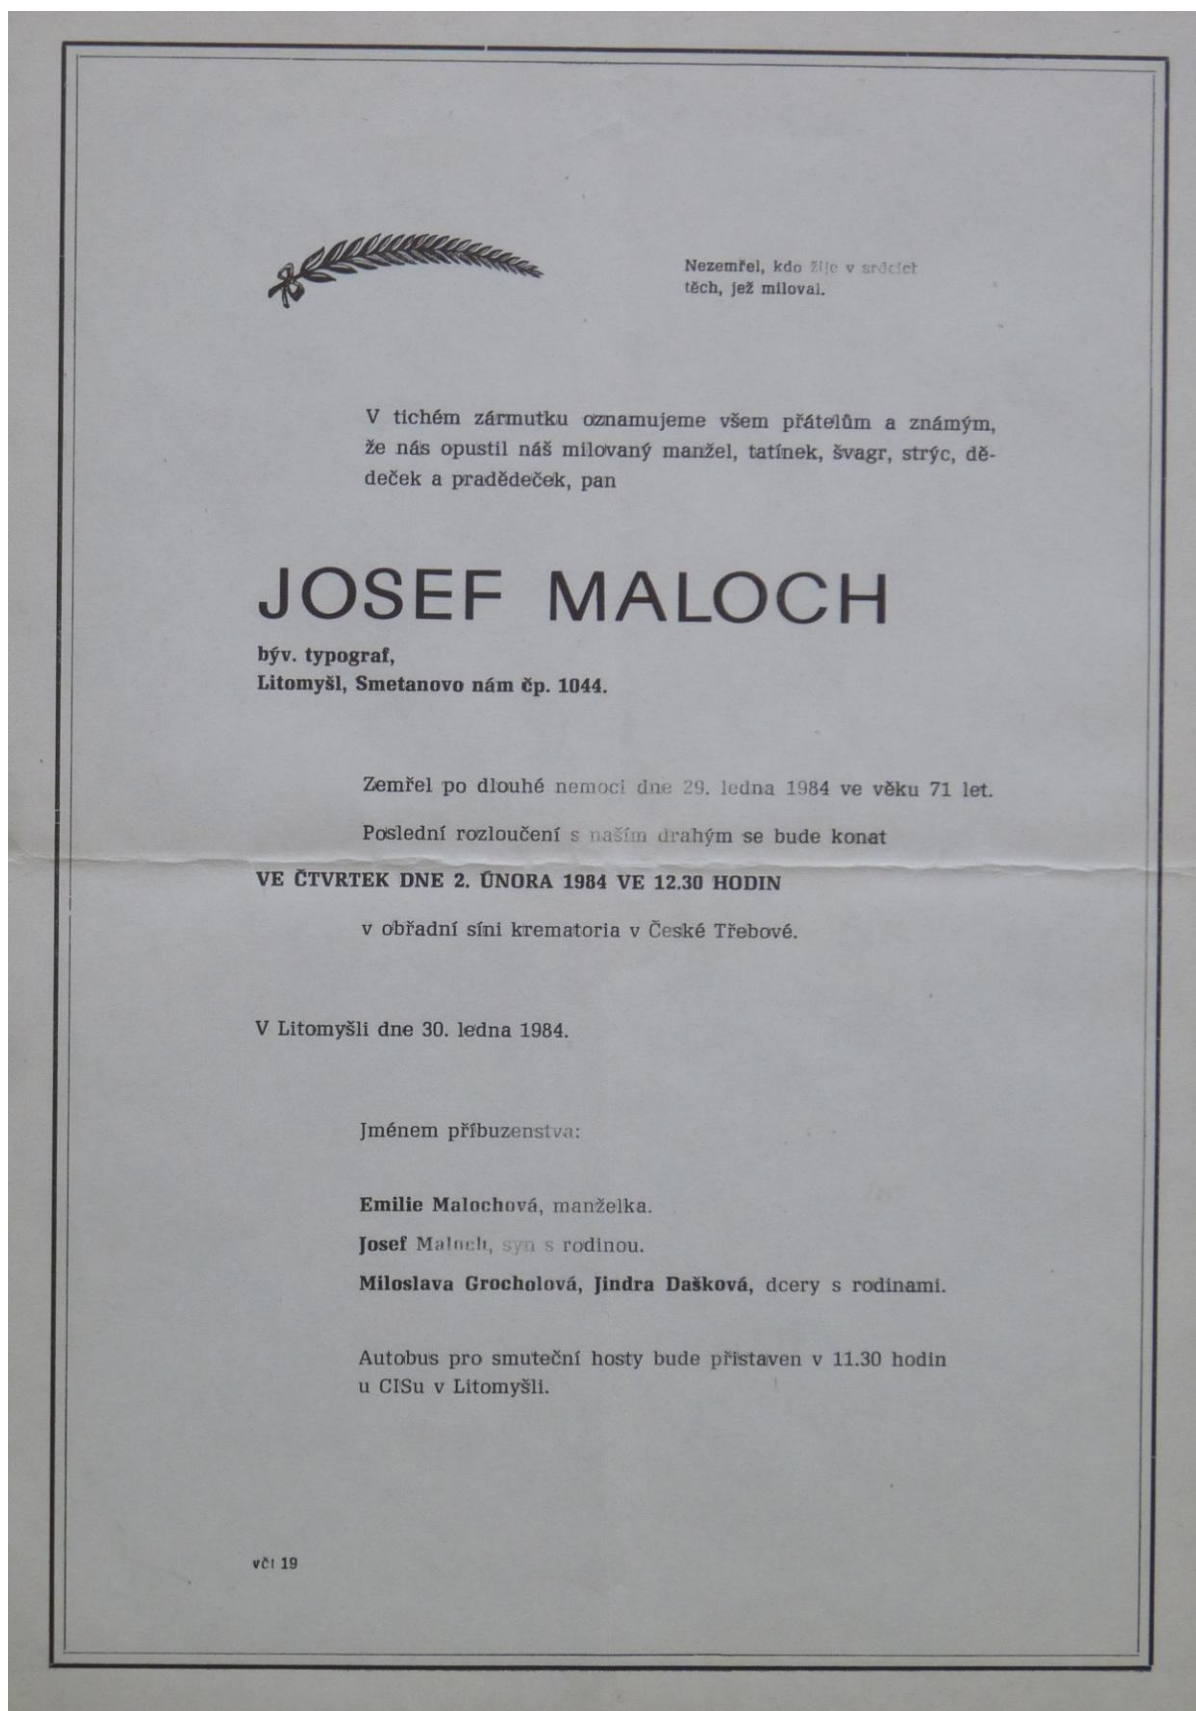 Nezemřel, kdo žije v srdcích
těch, jež miloval.
V tichém zármutku oznamujeme všem přátelům a známým,
že nás opustil náš milovaný manžel, tatínek, švagr, strýc, dě-
deček a pradědeček, pan
JOSEF MALOCH
býv. typograf,
Litomyšl, Smetanovo nám čp. 1044.
Zemřel po dlouhé nemoci dne 29. ledna 1984 ve věku 71 let.
Poslední rozloučení s naším drahým se bude konat
VE ČTVRTEK DNE 2. ÚNORA 1984 VE 12.30 HODIN
v obřadní síni krematoria v České Třebové.
V Litomyšli dne 30. ledna 1984.
Jménem příbuzenstva:
Emilie Malochová, manželka.
Josef Maloch, syn s rodinou.
Miloslava Grocholová, Jindra Dašková, dcery s rodinami.
Autobus pro smuteční hosty bude přistaven v 11.30 hodin
u CISu v Litomyšli.
včt 19